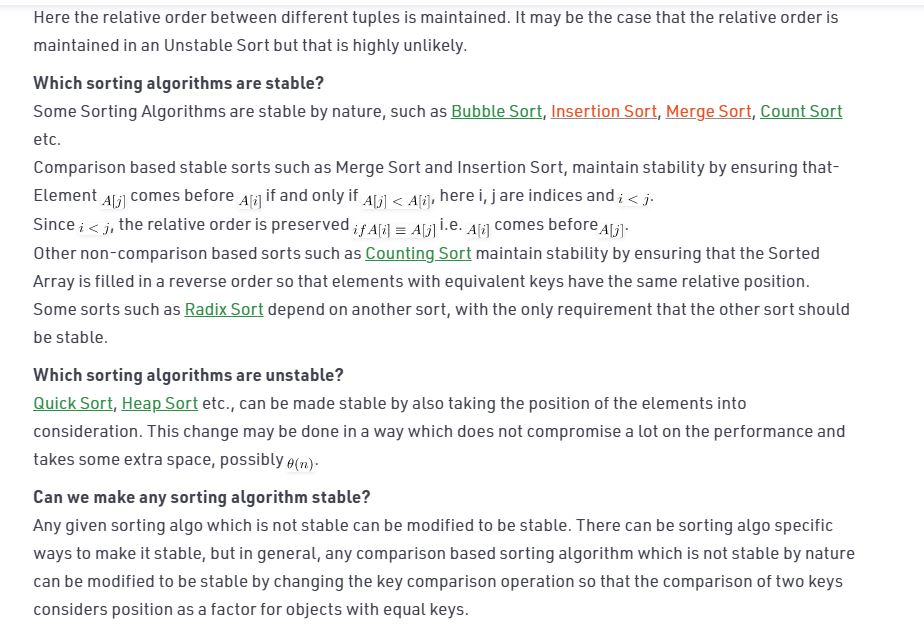 Here the relative order between different tuples is maintained. It may be the case that the relative order is
maintained in an Unstable Sort but that is highly unlikely.
Which sorting algorithms are stable?
Some Sorting Algorithms are stable by nature, such as Bubble Sort, Insertion Sort, Merge Sort, Count Sort
etc.
Comparison based stable sorts such as Merge Sort and Insertion Sort, maintain stability by ensuring that-
Element A[j] comes before A[i] if and only if A[j] < A[i], here i, j are indices and i < j.
Since i < j, the relative order is preserved if A[i] ≡ A[j] i.e. A[i] comes before A[j].
Other non-comparison based sorts such as Counting Sort maintain stability by ensuring that the Sorted
Array is filled in a reverse order so that elements with equivalent keys have the same relative position.
Some sorts such as Radix Sort depend on another sort, with the only requirement that the other sort should
be stable.
Which sorting algorithms are unstable?
Quick Sort, Heap Sort etc., can be made stable by also taking the position of the elements into
consideration. This change may be done in a way which does not compromise a lot on the performance and
takes some extra space, possibly θ(n).
Can we make any sorting algorithm stable?
Any given sorting algo which is not stable can be modified to be stable. There can be sorting algo specific
ways to make it stable, but in general, any comparison based sorting algorithm which is not stable by nature
can be modified to be stable by changing the key comparison operation so that the comparison of two keys
considers position as a factor for objects with equal keys.